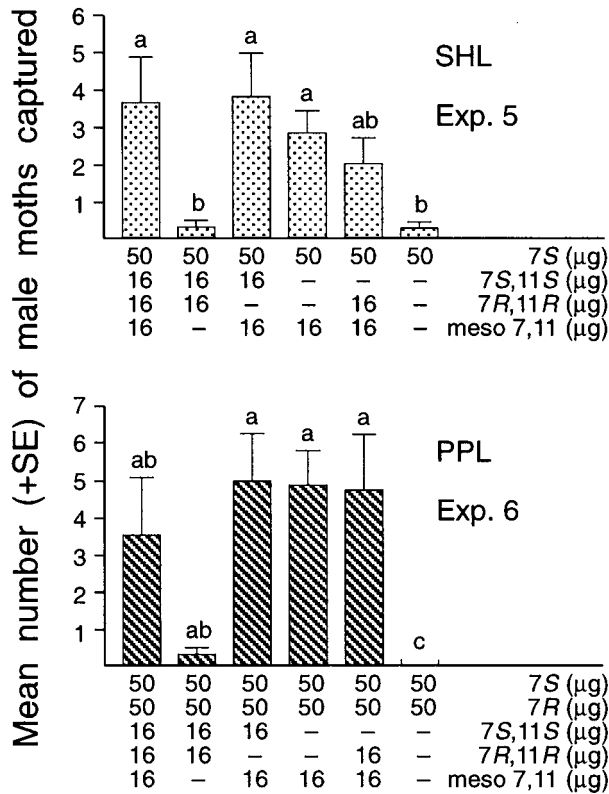 Mean number (+SE) of male moths captured
6
5
4
3
2
1
a
b
a
a
ab
b
SHL
Exp. 5
50 50 50 50 50 50 7S (µg)
16 16 16 – – – 7S,11S (µg)
16 16 – – 16 – 7R,11R (µg)
16 – 16 16 16 – meso 7,11 (µg)
7
6
5
4
3
2
1
ab
ab
a
a
a
c
PPL
Exp. 6
50 50 50 50 50 50 7S (µg)
50 50 50 50 50 50 7R (µg)
16 16 16 – – – 7S,11S (µg)
16 16 – – 16 – 7R,11R (µg)
16 – 16 16 16 – meso 7,11 (µg)